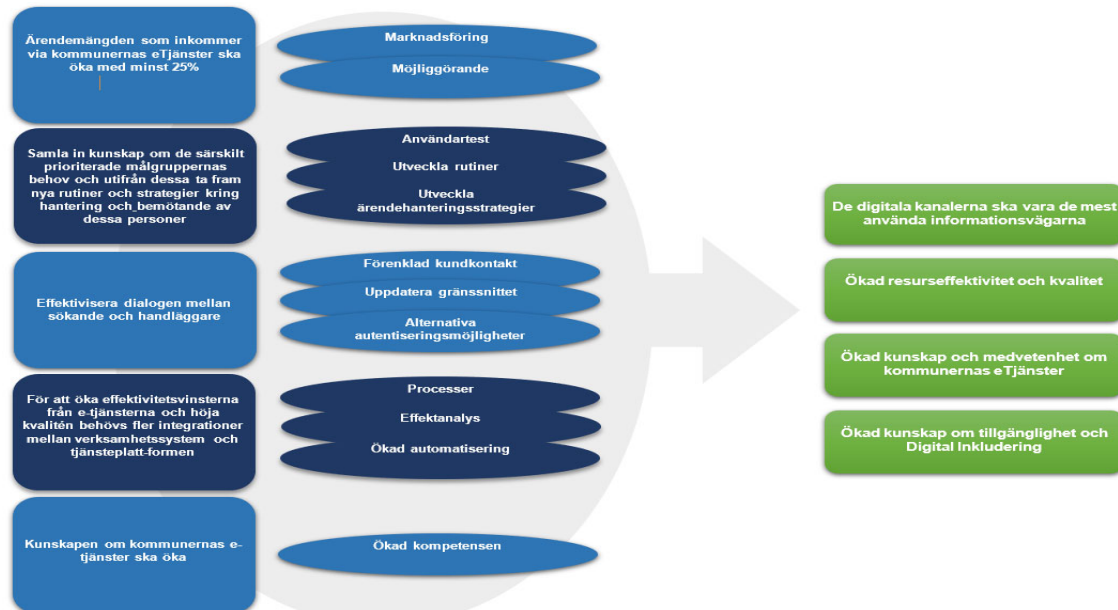 Ärendemängden som inkommer
via kommunernas eTjänster ska
öka med minst 25%
Marknadsföring
Möjliggörande
Samla in kunskap om de särskilt
prioriterade målgruppernas
behov och utifrån dessa ta fram
nya rutiner och strategier kring
hantering och bemötande av
dessa personer
Användartest
Utveckla rutiner
Utveckla
ärendehanteringsstrategier
Effektivisera dialogen mellan
sökande och handläggare
Förenklad kundkontakt
Uppdatera gränssnittet
Alternativa
autentiseringsmöjligheter
För att öka effektivitetsvinsterna
från e-tjänsterna och höja
kvalitén behövs fler integrationer
mellan verksamhetssystem och
tjänsteplatt-formen
Processer
Effektanalys
Ökad automatisering
Kunskapen om kommunernas e-
tjänster ska öka
Ökad kompetensen
De digitala kanalerna ska vara de mest
använda informationsvägarna
Ökad resurseffektivitet och kvalitet
Ökad kunskap och medvetenhet om
kommunernas eTjänster
Ökad kunskap om tillgänglighet och
Digital Inkludering